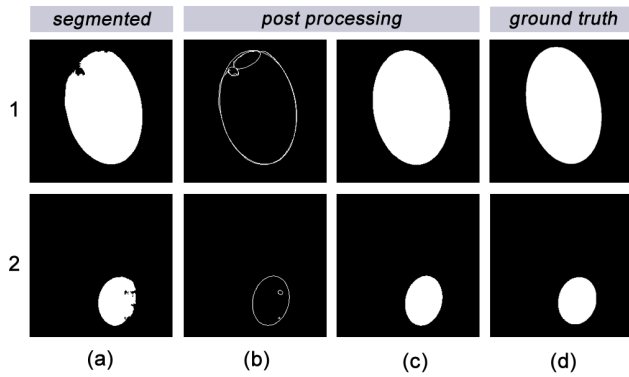 segmented post processing ground truth
1
2
(a) (b) (c) (d)